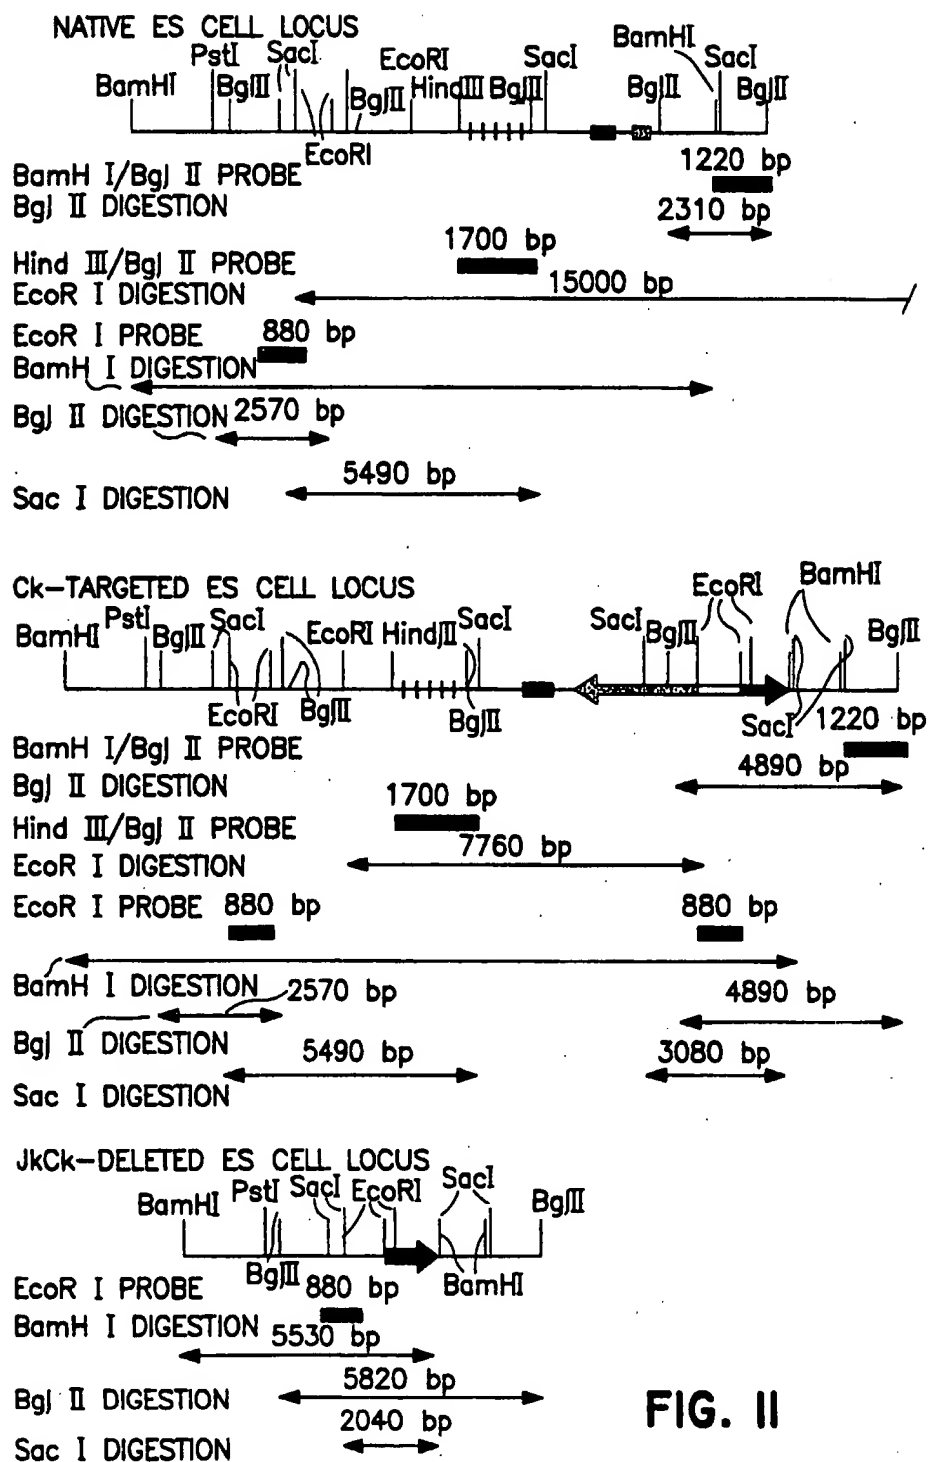 NATIVE ES CELL LOCUS
BamHI PstI BglII SacI EcoRI BglII EcoRI HindIII BglII SacI BglII BamHI SacI BglII
BamH I/Bgl II PROBE 1220 bp
Bgl II DIGESTION 2310 bp
Hind III/Bgl II PROBE 1700 bp
EcoR I DIGESTION 15000 bp
EcoR I PROBE 880 bp
BamH I DIGESTION
Bgl II DIGESTION 2570 bp
Sac I DIGESTION 5490 bp
Ck-TARGETED ES CELL LOCUS
BamHI PstI BglII SacI EcoRI BglII EcoRI HindIII BglII SacI SacI BglII EcoRI BamHI SacI BglII
BamH I/Bgl II PROBE 1220 bp
Bgl II DIGESTION 4890 bp
Hind III/Bgl II PROBE 1700 bp
EcoR I DIGESTION 7760 bp
EcoR I PROBE 880 bp 880 bp
BamH I DIGESTION
Bgl II DIGESTION 2570 bp 4890 bp
Sac I DIGESTION 5490 bp 3080 bp
JkCk-DELETED ES CELL LOCUS
BamHI PstI BglII SacI EcoRI SacI BamHI BglII
EcoR I PROBE 880 bp
BamH I DIGESTION 5530 bp
Bgl II DIGESTION 5820 bp
Sac I DIGESTION 2040 bp
FIG. II